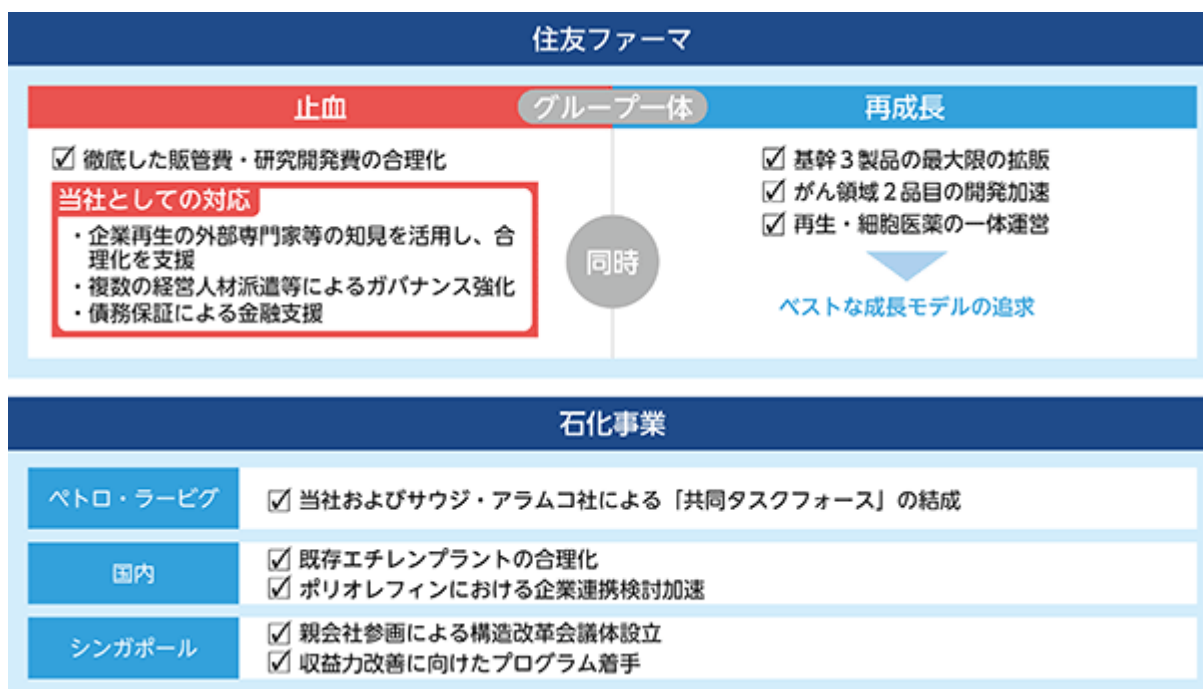 住友ファーマ
止血
グループ一体
再成長
☑ 徹底した販管費・研究開発費の合理化
当社としての対応
・企業再生の外部専門家等の知見を活用し、合
理化を支援
・複数の経営人材派遣等によるガバナンス強化
・債務保証による金融支援
同時
☑ 基幹3製品の最大限の拡販
☑ がん領域2品目の開発加速
☑ 再生・細胞医薬の一体運営
ベストな成長モデルの追求
石化事業
ペトロ・ラービグ
☑ 当社およびサウジ・アラムコ社による「共同タスクフォース」の結成
国内
☑ 既存エチレンプラントの合理化
☑ ポリオレフィンにおける企業連携検討加速
シンガポール
☑ 親会社参画による構造改革会議体設立
☑ 収益力改善に向けたプログラム着手